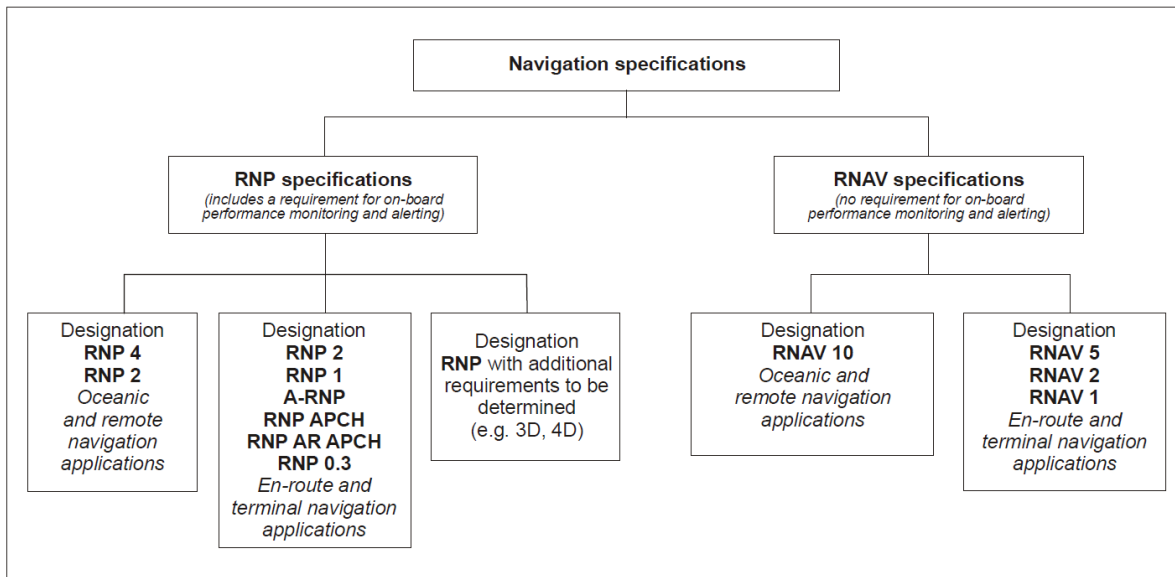 Navigation specifications
RNP specifications
(includes a requirement for on-board
performance monitoring and alerting)
RNAV specifications
(no requirement for on-board
performance monitoring and alerting)
Designation
RNP 4
RNP 2
Oceanic
and remote
navigation
applications
Designation
RNP 2
RNP 1
A-RNP
RNP APCH
RNP AR APCH
RNP 0.3
En-route and
terminal navigation
applications
Designation
RNP with additional
requirements to be
determined
(e.g. 3D, 4D)
Designation
RNAV 10
Oceanic and
remote navigation
applications
Designation
RNAV 5
RNAV 2
RNAV 1
En-route and
terminal navigation
applications